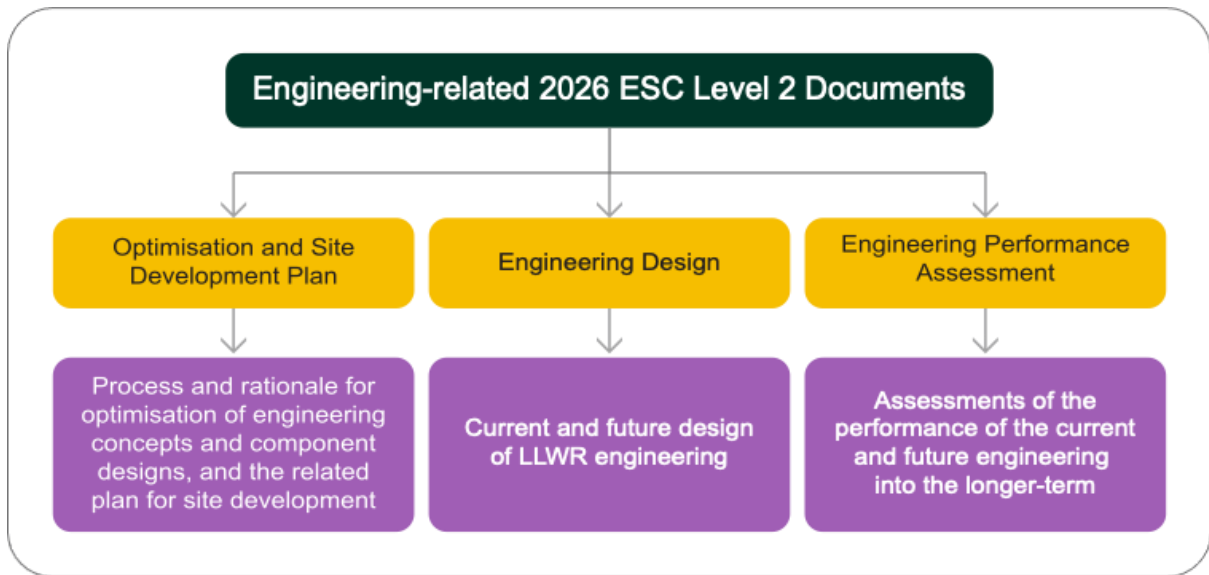 Engineering-related 2026 ESC Level 2 Documents
Optimisation and Site
Development Plan
Engineering Design
Engineering Performance
Assessment
Process and rationale for
optimisation of engineering
concepts and component
designs, and the related
plan for site development
Current and future design
of LLWR engineering
Assessments of the
performance of the current
and future engineering
into the longer-term